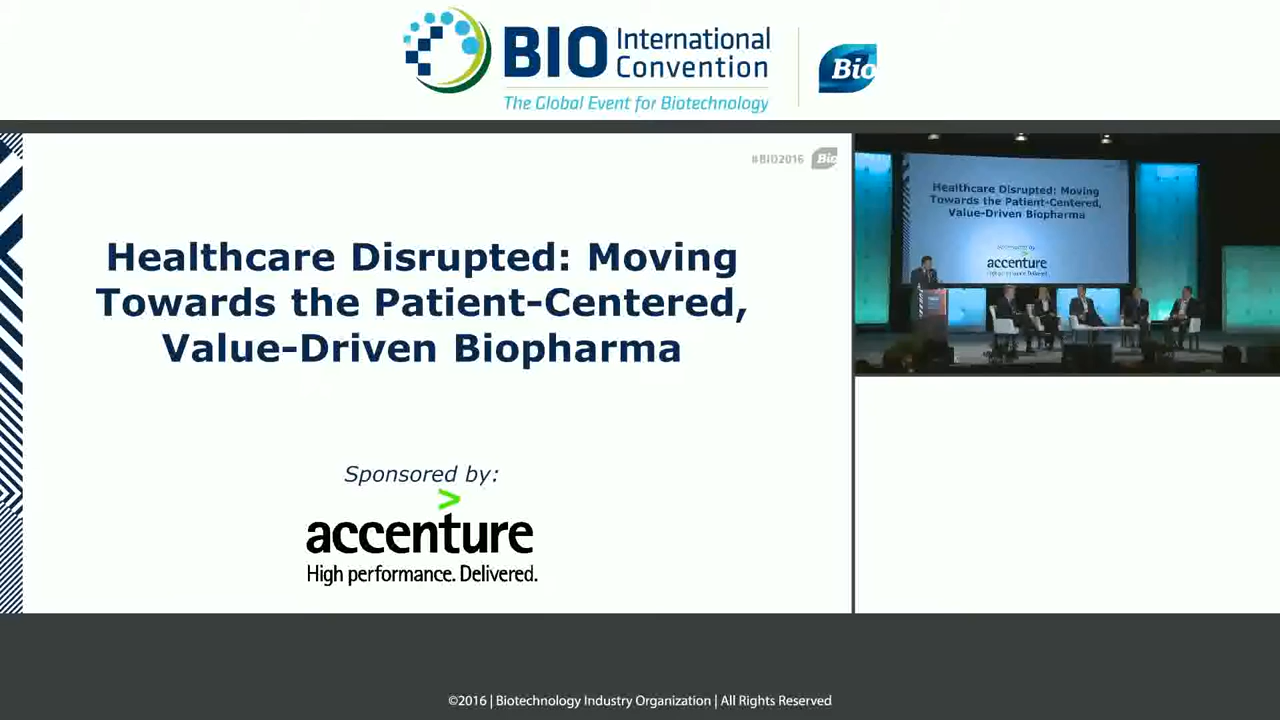 BIO International
Convention
The Global Event for Biotechnology
Bio
#BIO2016 Bio
Healthcare Disrupted: Moving
Towards the Patient-Centered,
Value-Driven Biopharma
Sponsored by:
>
accenture
High performance. Delivered.
Healthcare Disrupted: Moving
Towards the Patient-Centered,
Value-Driven Biopharma
accenture
©2016 | Biotechnology Industry Organization | All Rights Reserved